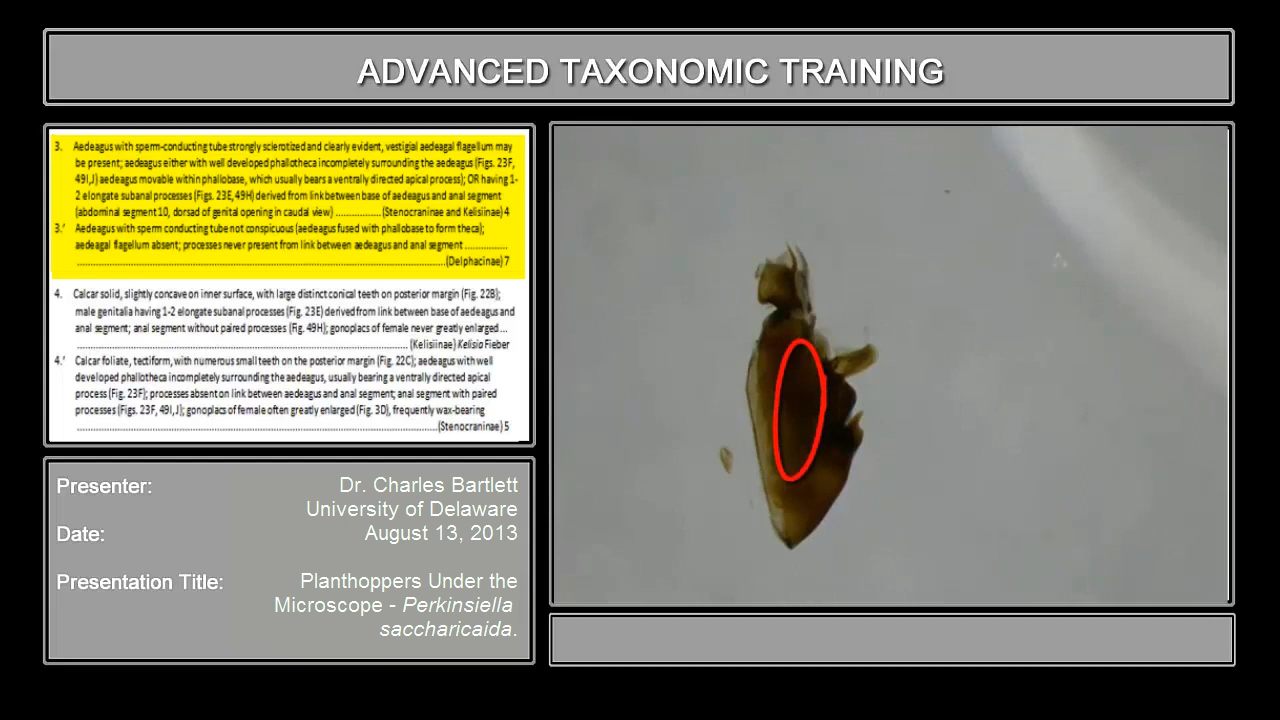 ADVANCED TAXONOMIC TRAINING
3. Aedeagus with sperm-conducting tube strongly sclerotized and clearly evident, vestigial aedeagal flagellum may
be present; aedeagus either with well developed phallotheca incompletely surrounding the aedeagus (Figs. 23F,
49I,J) aedeagus movable within phallobase, which usually bears a ventrally directed apical process); OR having 1-
2 elongate subanal processes (Figs. 23E, 49H) derived from link between base of aedeagus and anal segment
(abdominal segment 10, dorsad of genital opening in caudal view) .................(Stenocraninae and Kelisiinae) 4
3.' Aedeagus with sperm conducting tube not conspicuous (aedeagus fused with phallobase to form theca);
aedeagal flagellum absent; processes never present from link between aedeagus and anal segment ................
..........................................................................................................................(Delphacinae) 7
4. Calcar solid, slightly concave on inner surface, with large distinct conical teeth on posterior margin (Fig. 22B);
male genitalia having 1-2 elongate subanal processes (Fig. 23E) derived from link between base of aedeagus and
anal segment; anal segment without paired processes (Fig. 49H); gonoplacs of female never greatly enlarged...
............................................................................................................... (Kelisiinae) Kelisia Fieber
4.' Calcar foliate, tectiform, with numerous small teeth on the posterior margin (Fig. 22C); aedeagus with well
developed phallotheca incompletely surrounding the aedeagus, usually bearing a ventrally directed apical
process (Fig. 23F); processes absent on link between aedeagus and anal segment; anal segment with paired
processes (Figs. 23F, 49I,J); gonoplacs of female often greatly enlarged (Fig. 3D), frequently wax-bearing
........................................................................................................................(Stenocraninae) 5
Presenter: Dr. Charles Bartlett
University of Delaware
Date: August 13, 2013
Presentation Title: Planthoppers Under the
Microscope - Perkinsiella
saccharicaida.